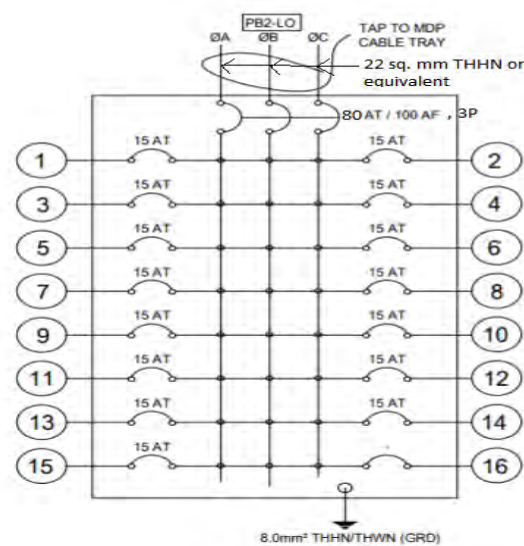 PB2-LO
ØA ØB ØC
TAP TO MDP
CABLE TRAY
22 sq. mm THHN or
equivalent
80 AT / 100 AF , 3P
1 15 AT 15 AT 2
3 15 AT 15 AT 4
5 15 AT 15 AT 6
7 15 AT 15 AT 8
9 15 AT 15 AT 10
11 15 AT 15 AT 12
13 15 AT 15 AT 14
15 15 AT 16
8.0mm² THHN/THWN (GRD)